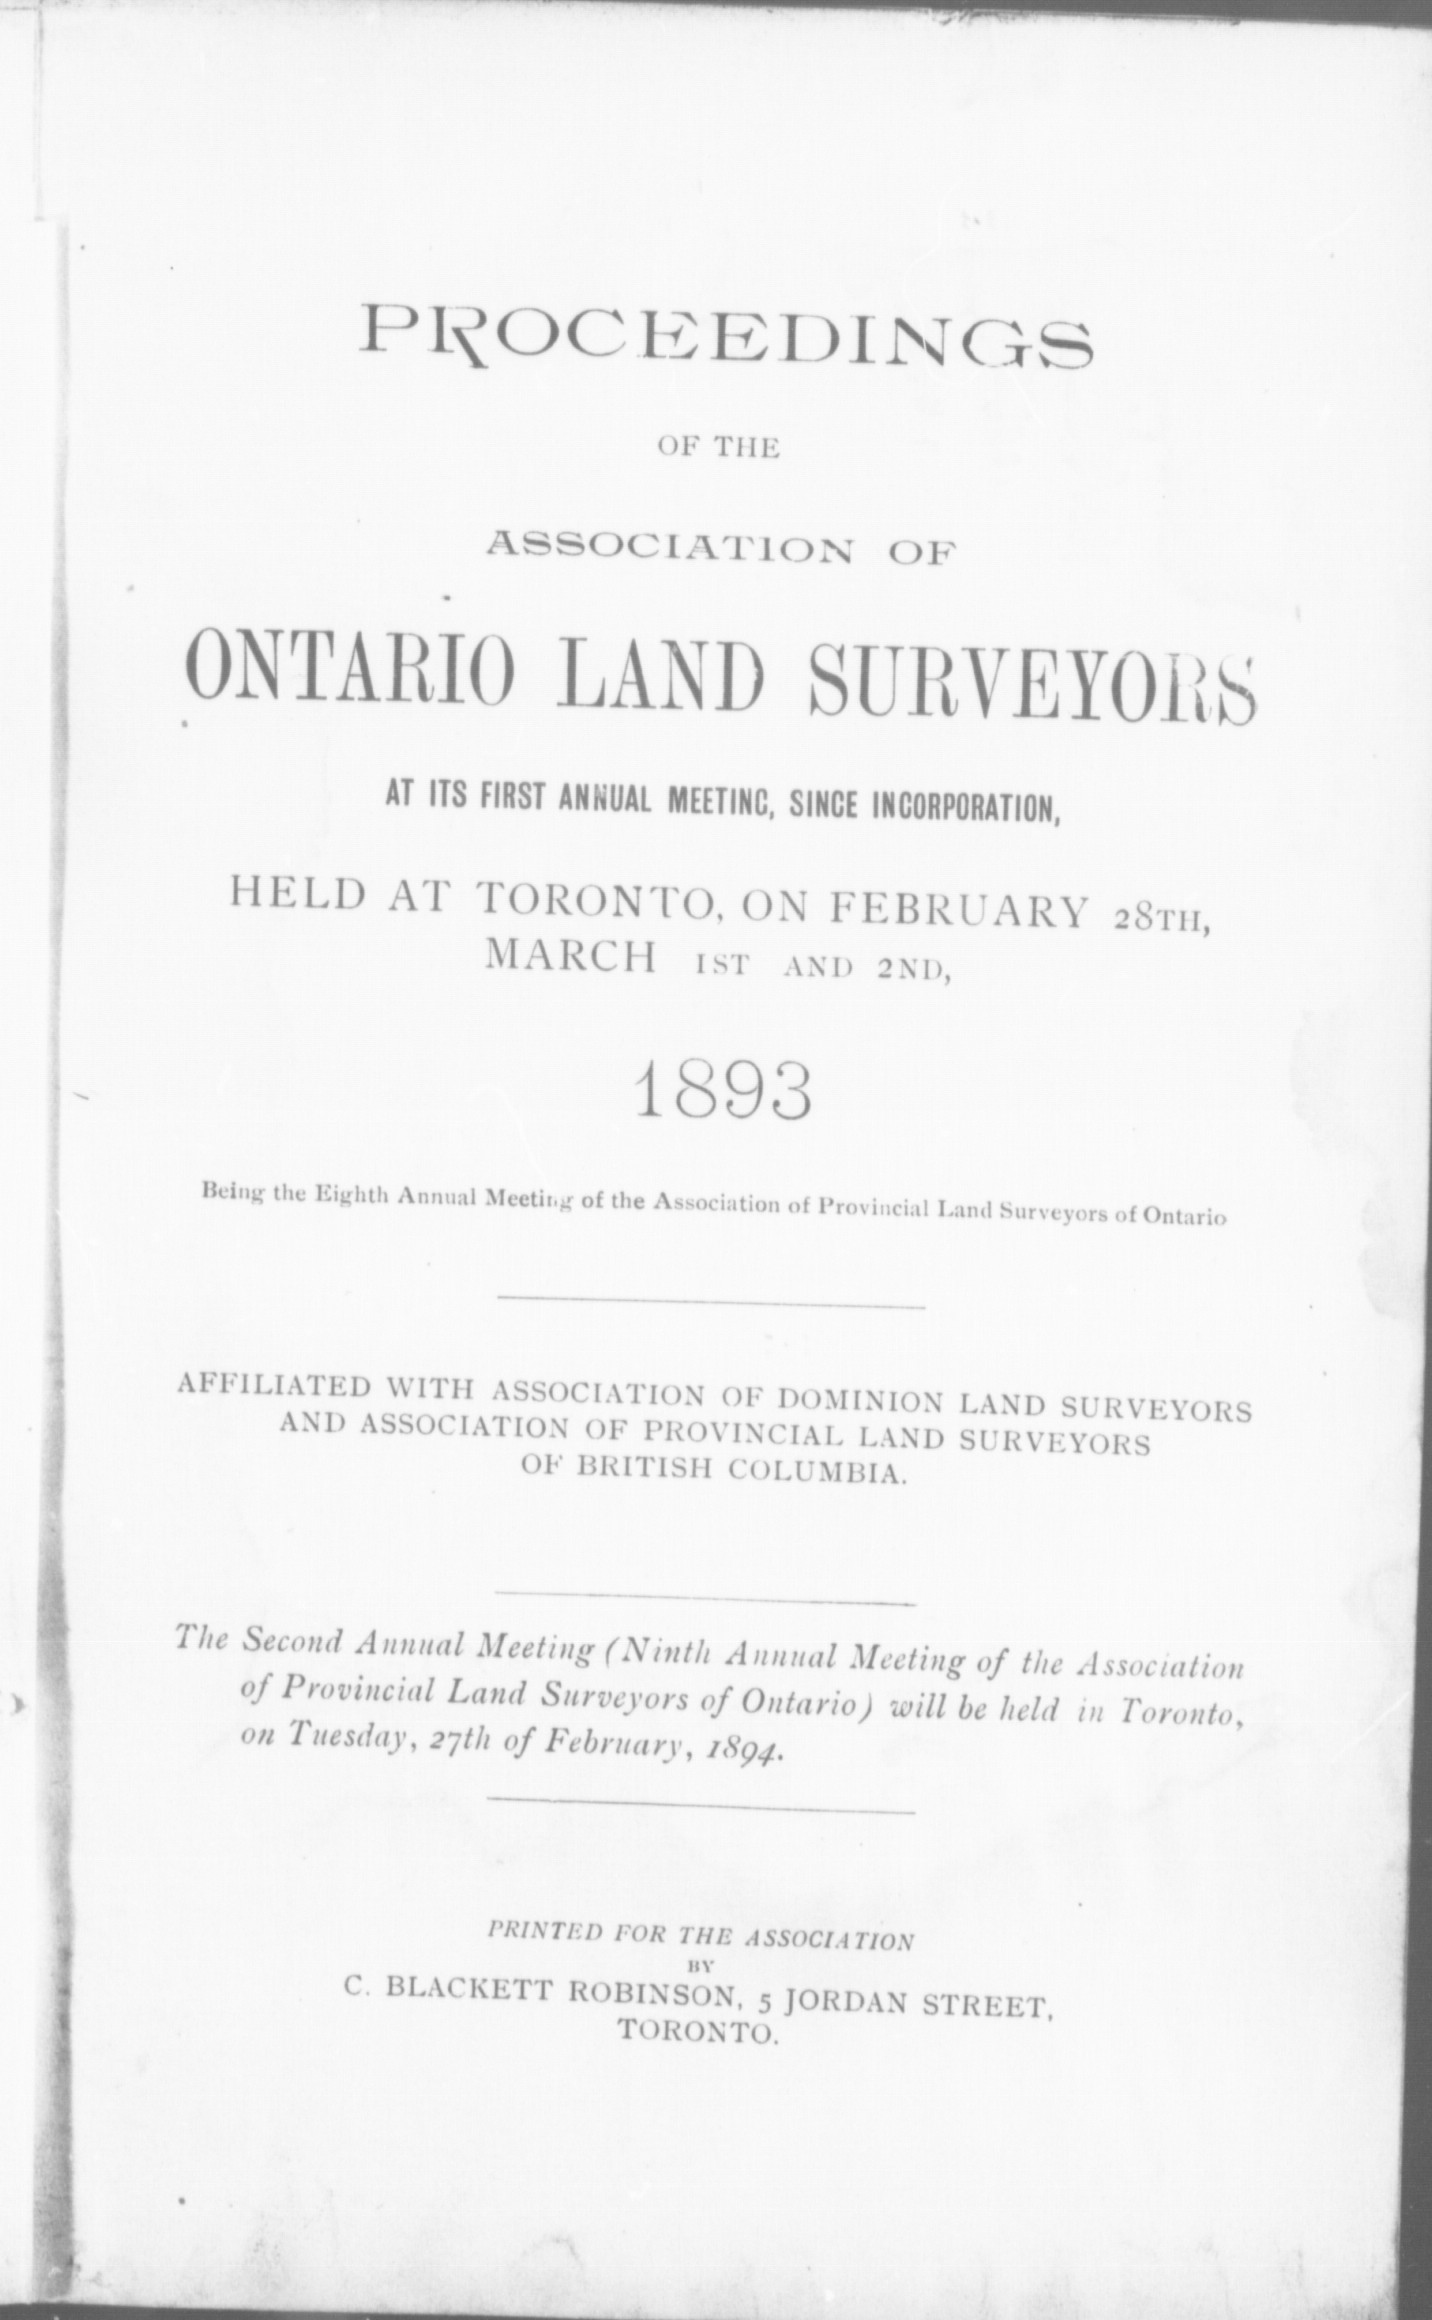 PROCEEDINGS
OF THE
ASSOCIATION OF
ONTARIO LAND SURVEYORS
AT ITS FIRST ANNUAL MEETING, SINCE INCORPORATION,
HELD AT TORONTO, ON FEBRUARY 28TH,
MARCH 1ST AND 2ND,
1893
Being the Eighth Annual Meeting of the Association of Provincial Land Surveyors of Ontario
AFFILIATED WITH ASSOCIATION OF DOMINION LAND SURVEYORS
AND ASSOCIATION OF PROVINCIAL LAND SURVEYORS
OF BRITISH COLUMBIA.
The Second Annual Meeting (Ninth Annual Meeting of the Association
of Provincial Land Surveyors of Ontario) will be held in Toronto,
on Tuesday, 27th of February, 1894.
PRINTED FOR THE ASSOCIATION
BY
C. BLACKETT ROBINSON, 5 JORDAN STREET,
TORONTO.